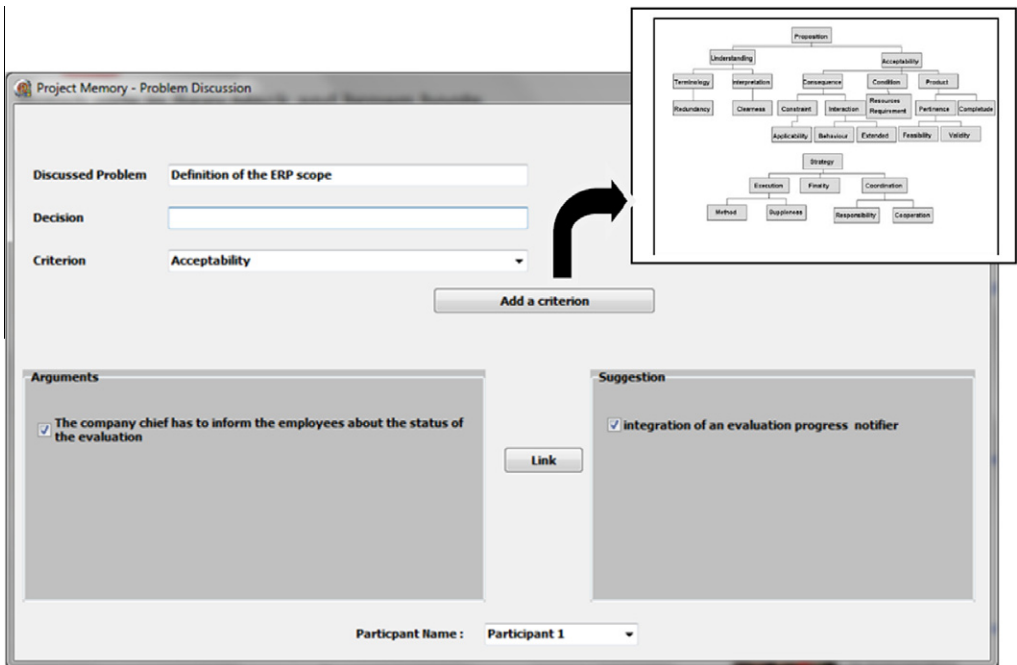 Project Memory - Problem Discussion
Discussed Problem
Definition of the ERP scope
Decision
Criterion
Acceptability
Add a criterion
Proposition
Understanding
Acceptability
Terminology
Interpretation
Consequence
Condition
Product
Redundancy
Clearness
Constraint
Interaction
Resources
Requirement
Pertinence
Completude
Applicability
Behaviour
Extended
Feasibility
Validity
Strategy
Execution
Finality
Coordination
Method
Suppleness
Responsibility
Cooperation
Arguments
The company chief has to inform the employees about the status of
the evaluation
Link
Suggestion
integration of an evaluation progress notifier
Particpant Name :
Participant 1